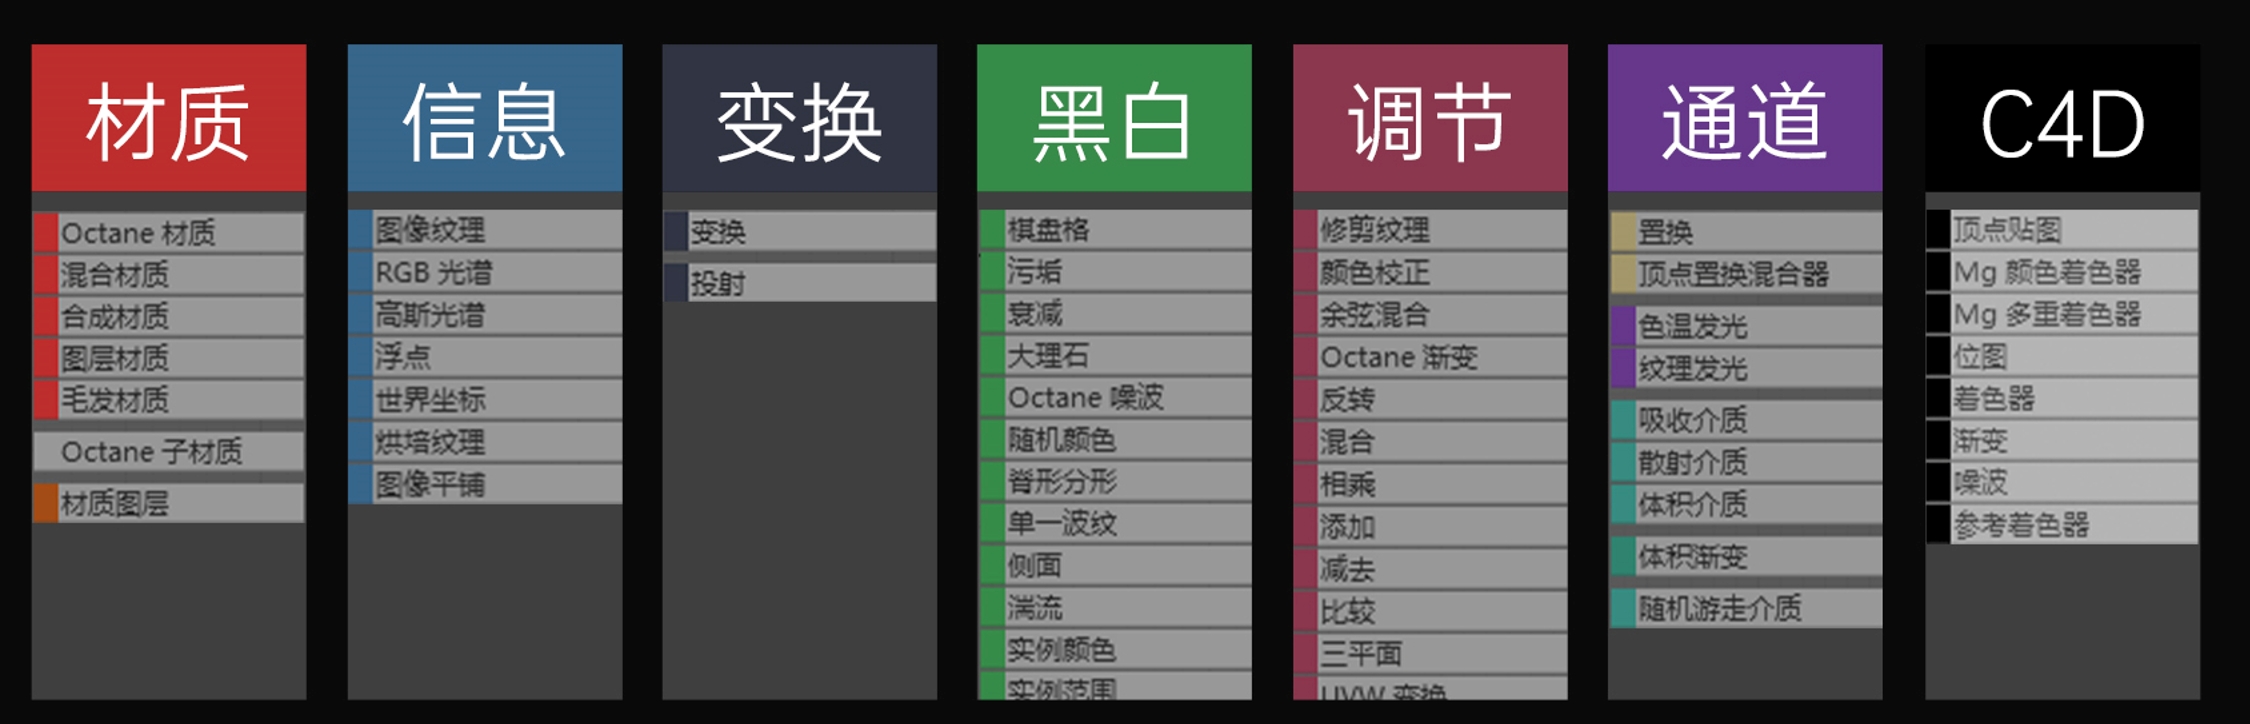 材质
Octane 材质
混合材质
合成材质
图层材质
毛发材质
Octane 子材质
材质图层
信息
图像纹理
RGB 光谱
高斯光谱
浮点
世界坐标
烘培纹理
图像平铺
变换
变换
投射
黑白
棋盘格
污垢
衰减
大理石
Octane 噪波
随机颜色
脊形分形
单一波纹
侧面
湍流
实例颜色
实例范围
调节
修剪纹理
颜色校正
余弦混合
Octane 渐变
反转
混合
相乘
添加
减去
比较
三平面
UVW 变换
通道
置换
顶点置换混合器
色温发光
纹理发光
吸收介质
散射介质
体积介质
体积渐变
随机游走介质
C4D
顶点贴图
Mg 颜色着色器
Mg 多重着色器
位图
着色器
渐变
噪波
参考着色器